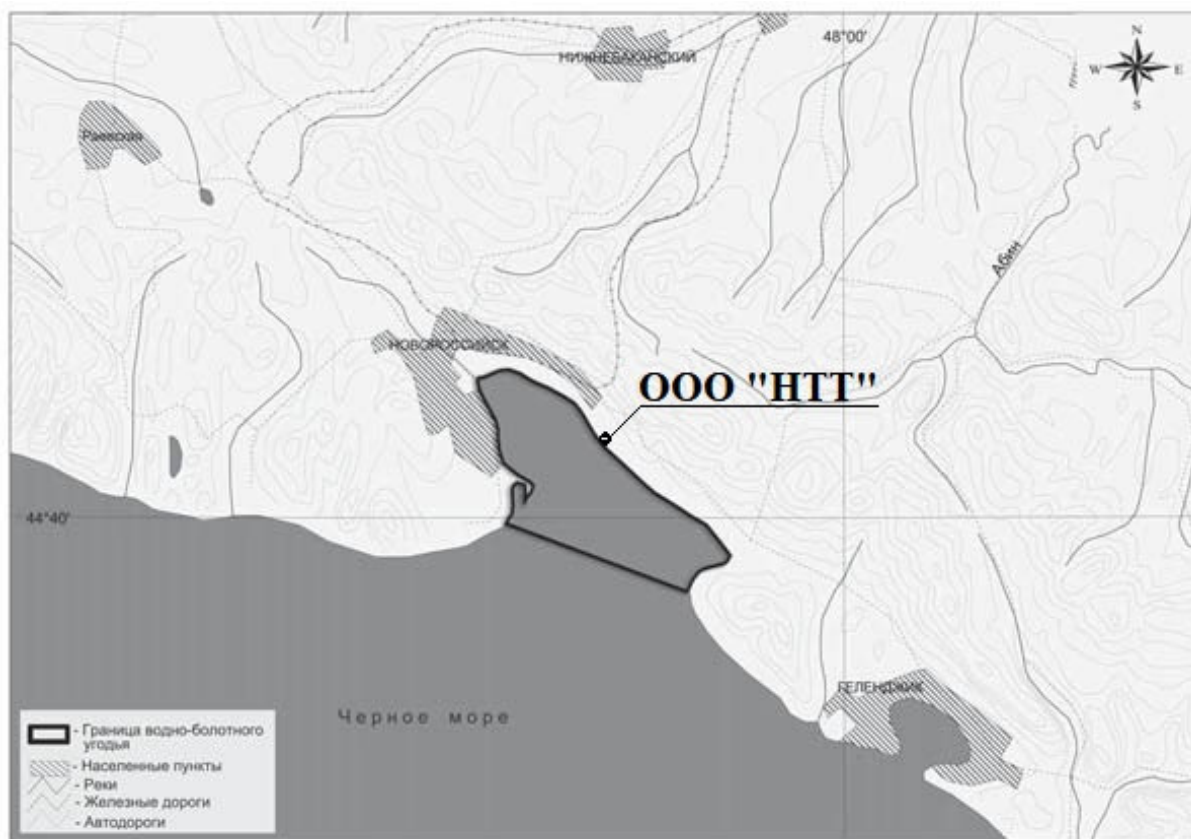 48°00'
N
W
E
S
НИЖНЕБАКАНСКИЙ
Раевская
Абин
НОВОРОССИЙСК
ООО "НТТ"
44°40'
ГЕЛЕНДЖИК
Черное море
- Граница водно-болотного
угодья
- Населенные пункты
- Реки
- Железные дороги
- Автодороги